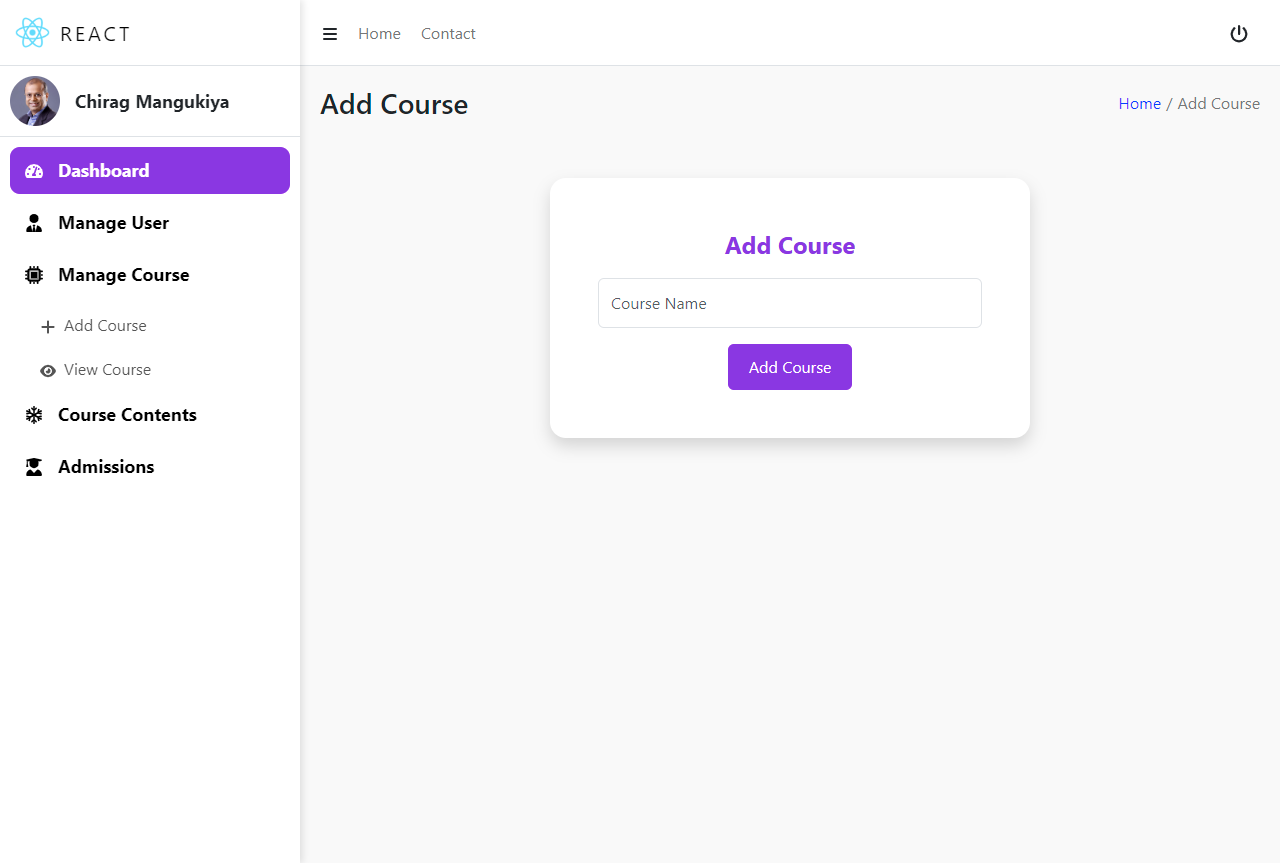 REACT
Home
Contact
Chirag Mangukiya
Dashboard
Manage User
Manage Course
Add Course
View Course
Course Contents
Admissions
Add Course
Home / Add Course
Add Course
Course Name
Add Course